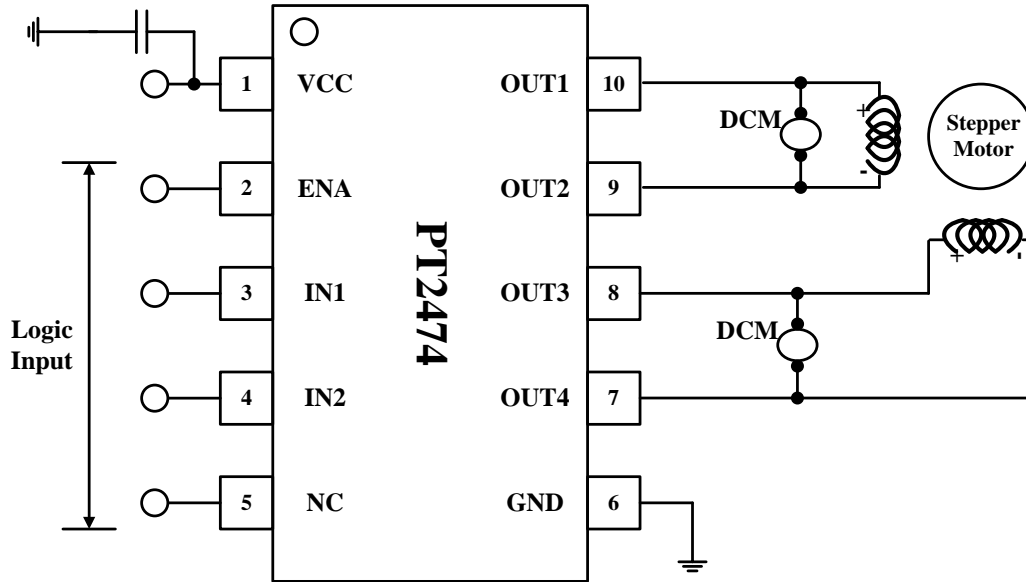 1
VCC
OUT1
10
DCM
+
-
Stepper
Motor
2
ENA
OUT2
9
PT2474
3
IN1
OUT3
8
+
-
Logic
Input
DCM
4
IN2
OUT4
7
5
NC
GND
6